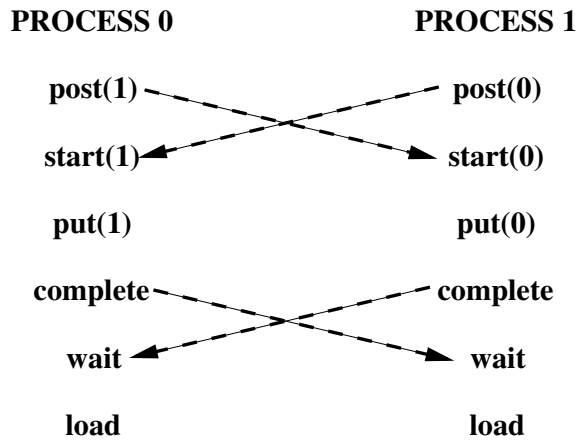 PROCESS 0 PROCESS 1
post(1) post(0)
start(1) start(0)
put(1) put(0)
complete complete
wait wait
load load